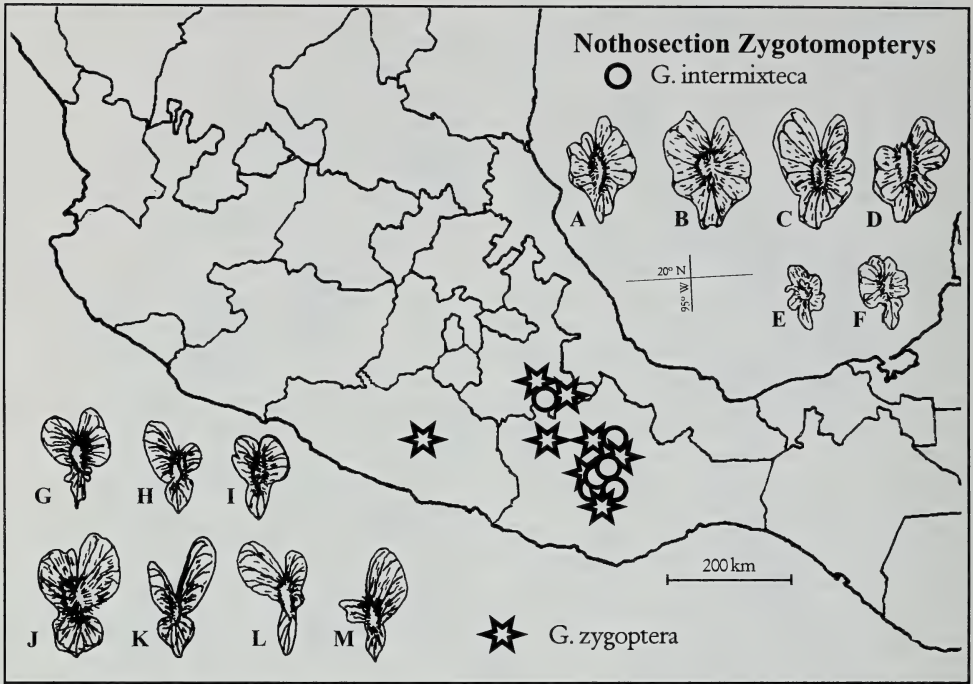 Nothosection Zygotomopterys
G. intermixteca
A B C D
20° N
95° W
E F
G H I
200 km
J K L M
G. zygoptera